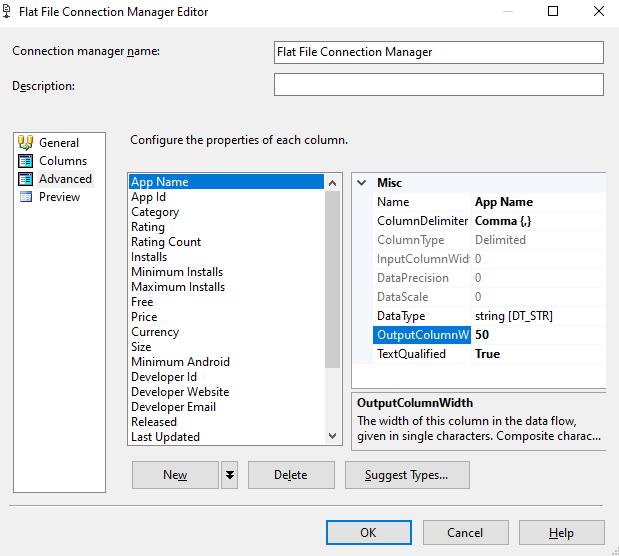 Flat File Connection Manager Editor
Connection manager name:
Flat File Connection Manager
Description:
General
Columns
Advanced
Preview
Configure the properties of each column.
App Name
App Id
Category
Rating
Rating Count
Installs
Minimum Installs
Maximum Installs
Free
Price
Currency
Size
Minimum Android
Developer Id
Developer Website
Developer Email
Released
Last Updated
Misc
Name App Name
ColumnDelimiter Comma {,}
ColumnType Delimited
InputColumnWid 0
DataPrecision 0
DataScale 0
DataType string [DT_STR]
OutputColumnW 50
TextQualified True
OutputColumnWidth
The width of this column in the data flow,
given in single characters. Composite charac...
New
Delete
Suggest Types...
OK
Cancel
Help